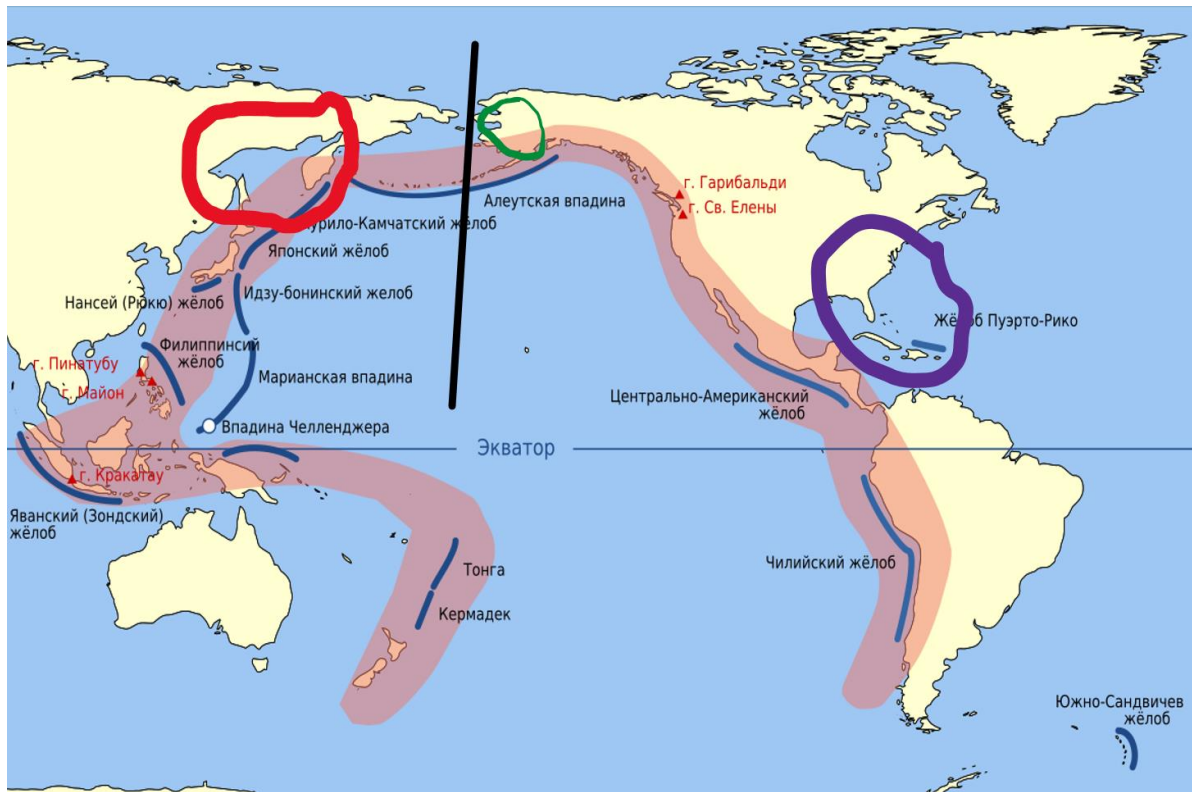 г. Гарибальди
г. Св. Елены
Алеутская впадина
урило-Камчатский жёлоб
Японский жёлоб
Идзу-бонинский желоб
Нансей (Рюкю) жёлоб
Жёлоб Пуэрто-Рико
Филиппинсий
жёлоб
г. Пинатубу
г. Майон
Марианская впадина
Центрально-Американский
жёлоб
Впадина Челленджера
Экватор
г. Кракатау
Яванский (Зондский)
жёлоб
Тонга
Чилийский жёлоб
Кермадек
Южно-Сандвичев
жёлоб